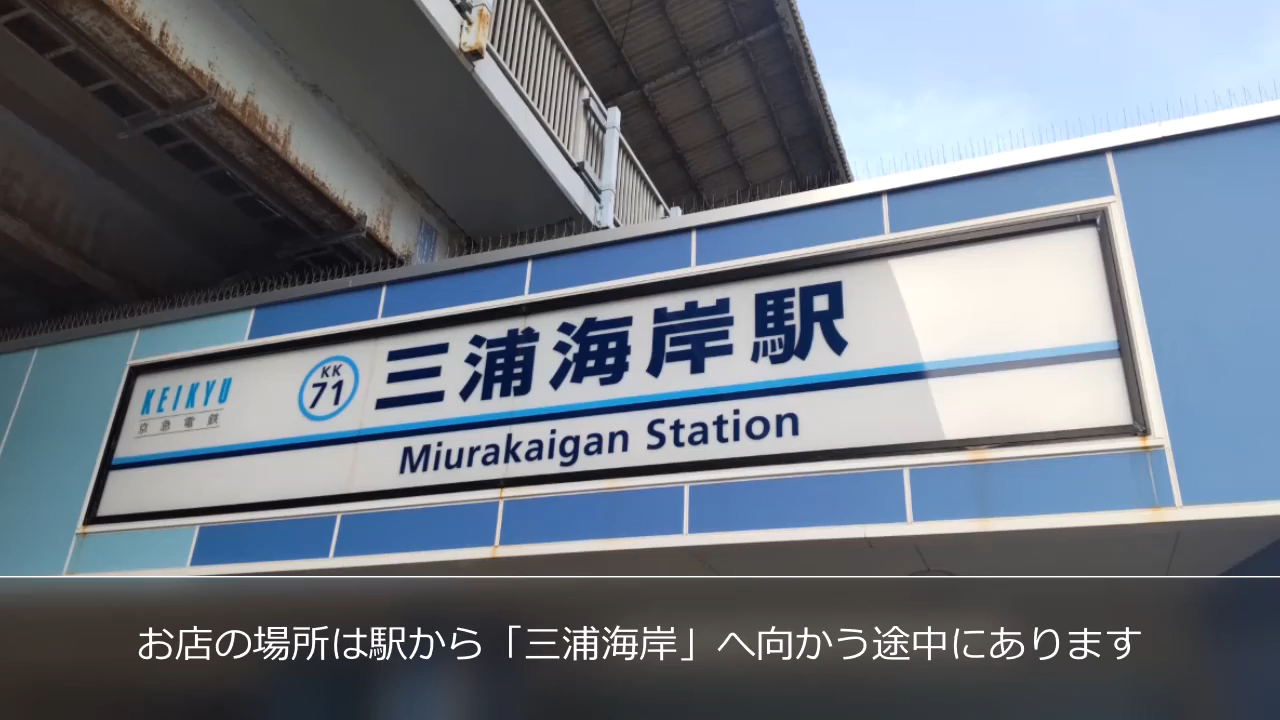 KEIKYU
京急電鉄
KK
71
三浦海岸駅
Miurakaigan Station
お店の場所は駅から「三浦海岸」へ向かう途中にあります